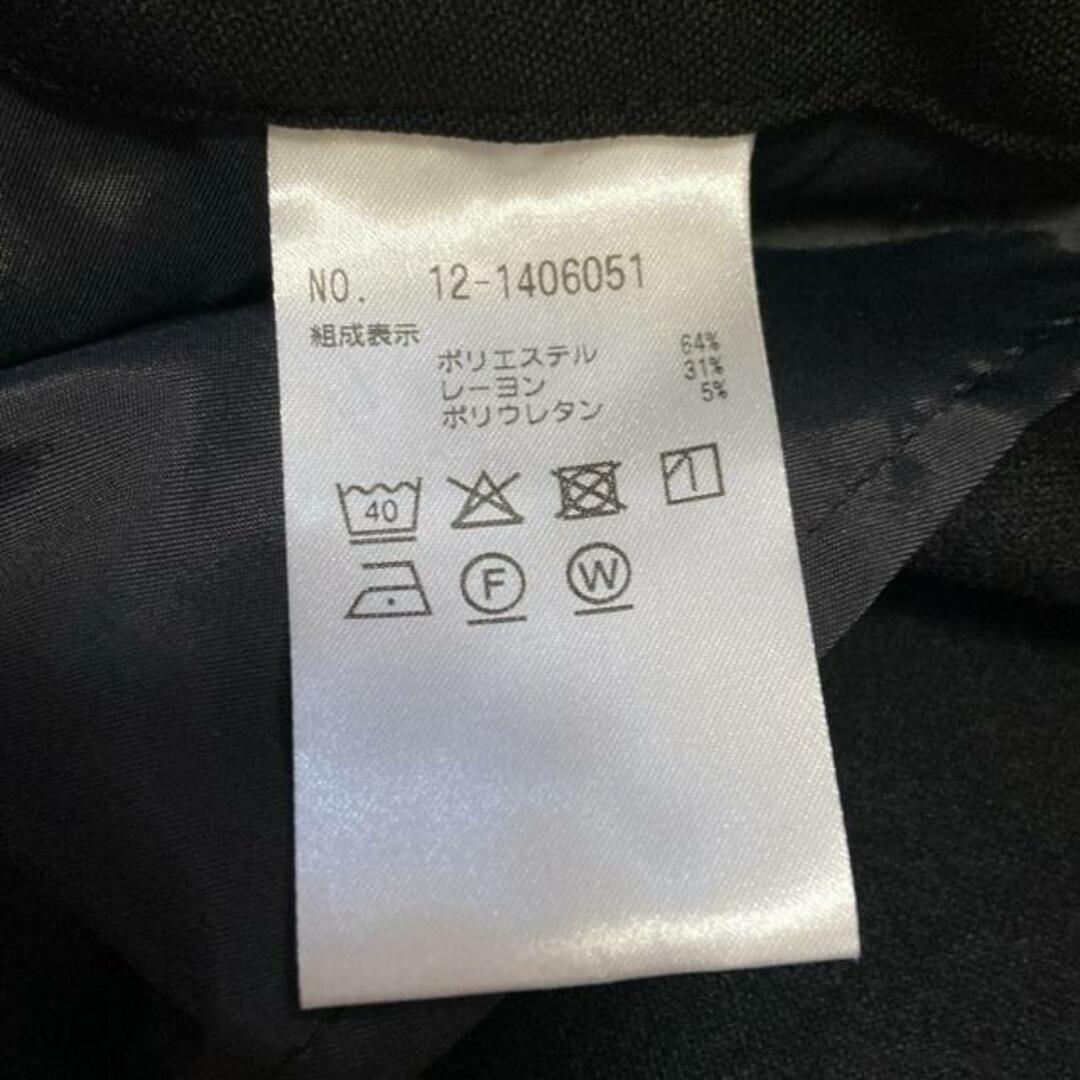 NO. 12-1406051
組成表示
ポリエステル 64%
レーヨン 31%
ポリウレタン 5%
40
F W